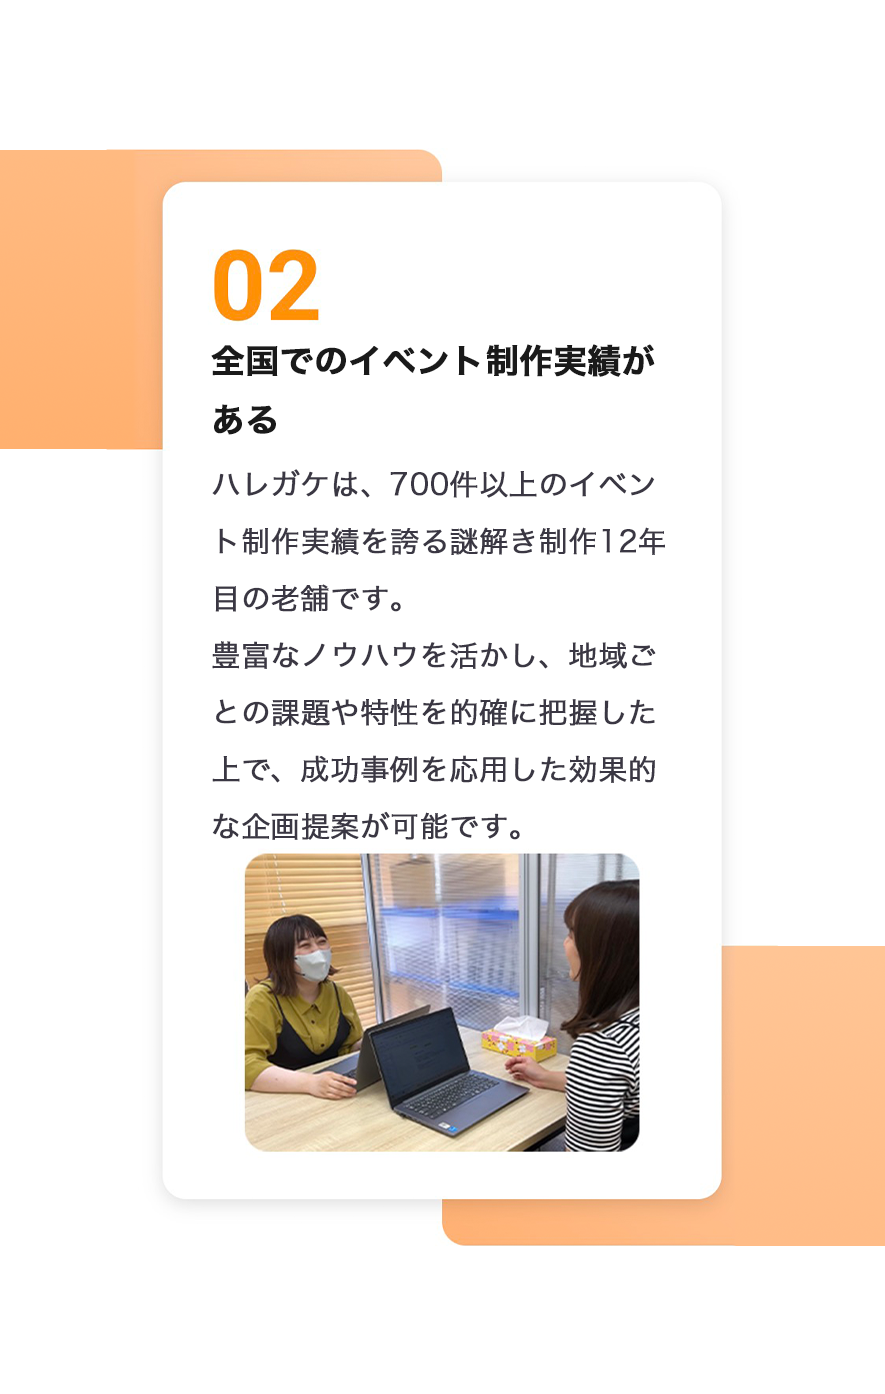 02
全国でのイベント制作実績が
ある
ハレガケは、700件以上のイベン
ト制作実績を誇る謎解き制作12年
目の老舗です。
豊富なノウハウを活かし、地域ご
との課題や特性を的確に把握した
上で、成功事例を応用した効果的
な企画提案が可能です。